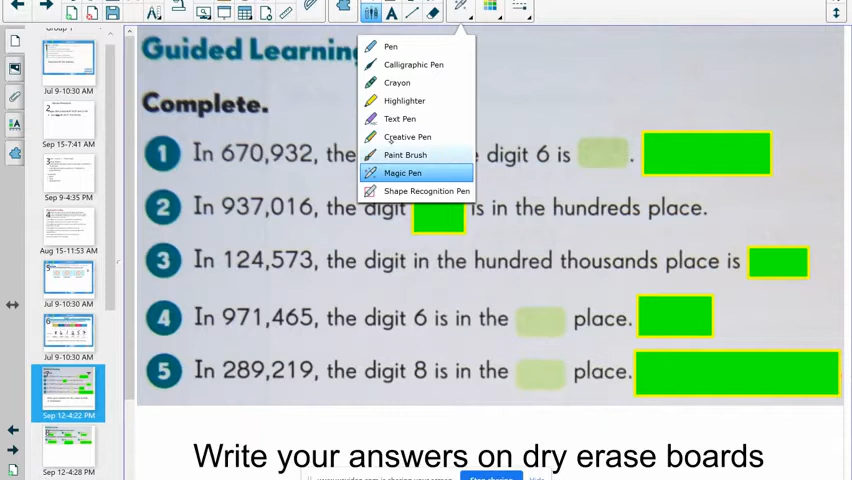 Group 1
Jul 9-10:30 AM
Sep 15-7:41 AM
Sep 9-4:35 PM
Aug 15-11:53 AM
Jul 9-10:30 AM
Jul 9-10:30 AM
Sep 12-4:22 PM
Sep 12-4:28 PM
Pen
Calligraphic Pen
Crayon
Highlighter
Text Pen
Creative Pen
Paint Brush
Magic Pen
Shape Recognition Pen
Guided Learning
Complete.
1 In 670,932, the digit 6 is .
2 In 937,016, the digit is in the hundreds place.
3 In 124,573, the digit in the hundred thousands place is
4 In 971,465, the digit 6 is in the place.
5 In 289,219, the digit 8 is in the place.
Write your answers on dry erase boards
Stop sharing
Hide